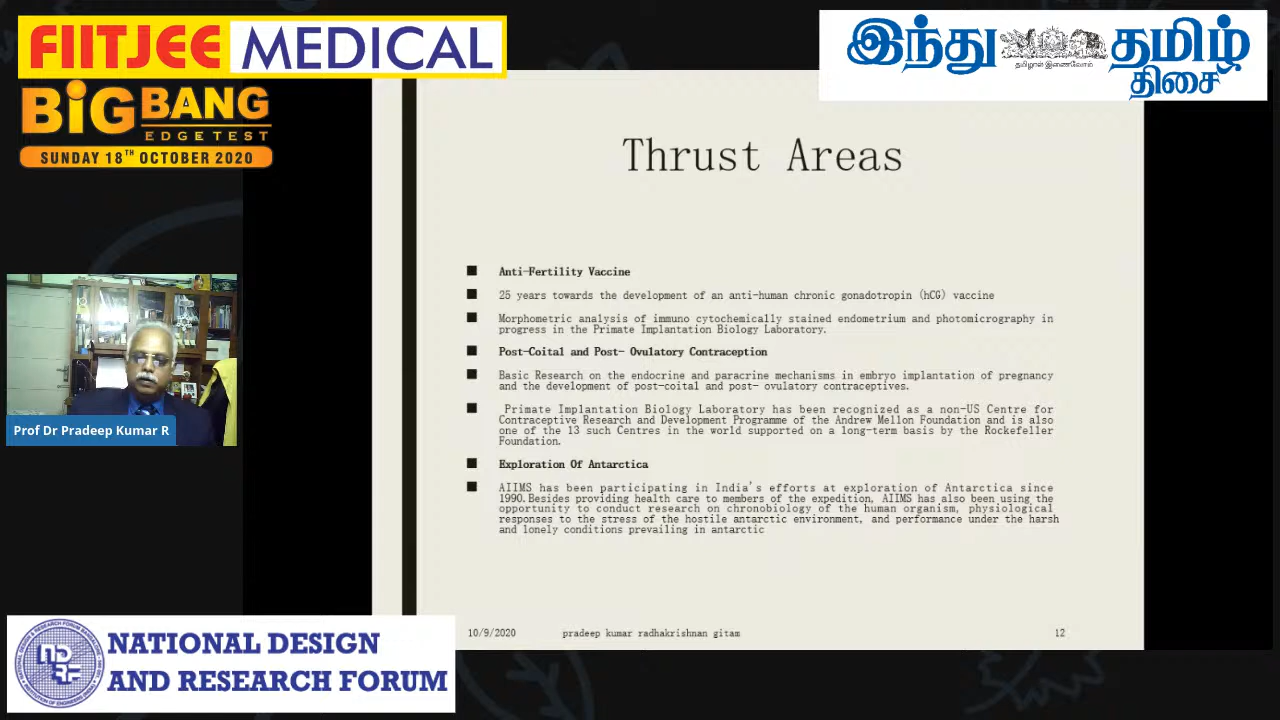 FIITJEE MEDICAL
BIG BANG
EDGE TEST
SUNDAY 18TH OCTOBER 2020
இந்து தமிழ்
தமிழால் இணைவோம்
திசை
Thrust Areas
■ Anti-Fertility Vaccine
■ 25 years towards the development of an anti-human chronic gonadotropin (hCG) vaccine
■ Morphometric analysis of immuno cytochemically stained endometrium and photomicrography in
progress in the Primate Implantation Biology Laboratory.
■ Post-Coital and Post- Ovulatory Contraception
■ Basic Research on the endocrine and paracrine mechanisms in embryo implantation of pregnancy
and the development of post-coital and post- ovulatory contraceptives.
■ Primate Implantation Biology Laboratory has been recognized as a non-US Centre for
Contraceptive Research and Development Programme of the Andrew Mellon Foundation and is also
one of the 13 such Centres in the world supported on a long-term basis by the Rockefeller
Foundation.
■ Exploration Of Antarctica
■ AIIMS has been participating in India's efforts at exploration of Antarctica since
1990.Besides providing health care to members of the expedition, AIIMS has also been using the
opportunity to conduct research on chronobiology of the human organism, physiological
responses to the stress of the hostile antarctic environment, and performance under the harsh
and lonely conditions prevailing in antarctic
10/9/2020 pradeep kumar radhakrishnan gitam 12
Prof Dr Pradeep Kumar R
NDRF
NATIONAL DESIGN
AND RESEARCH FORUM